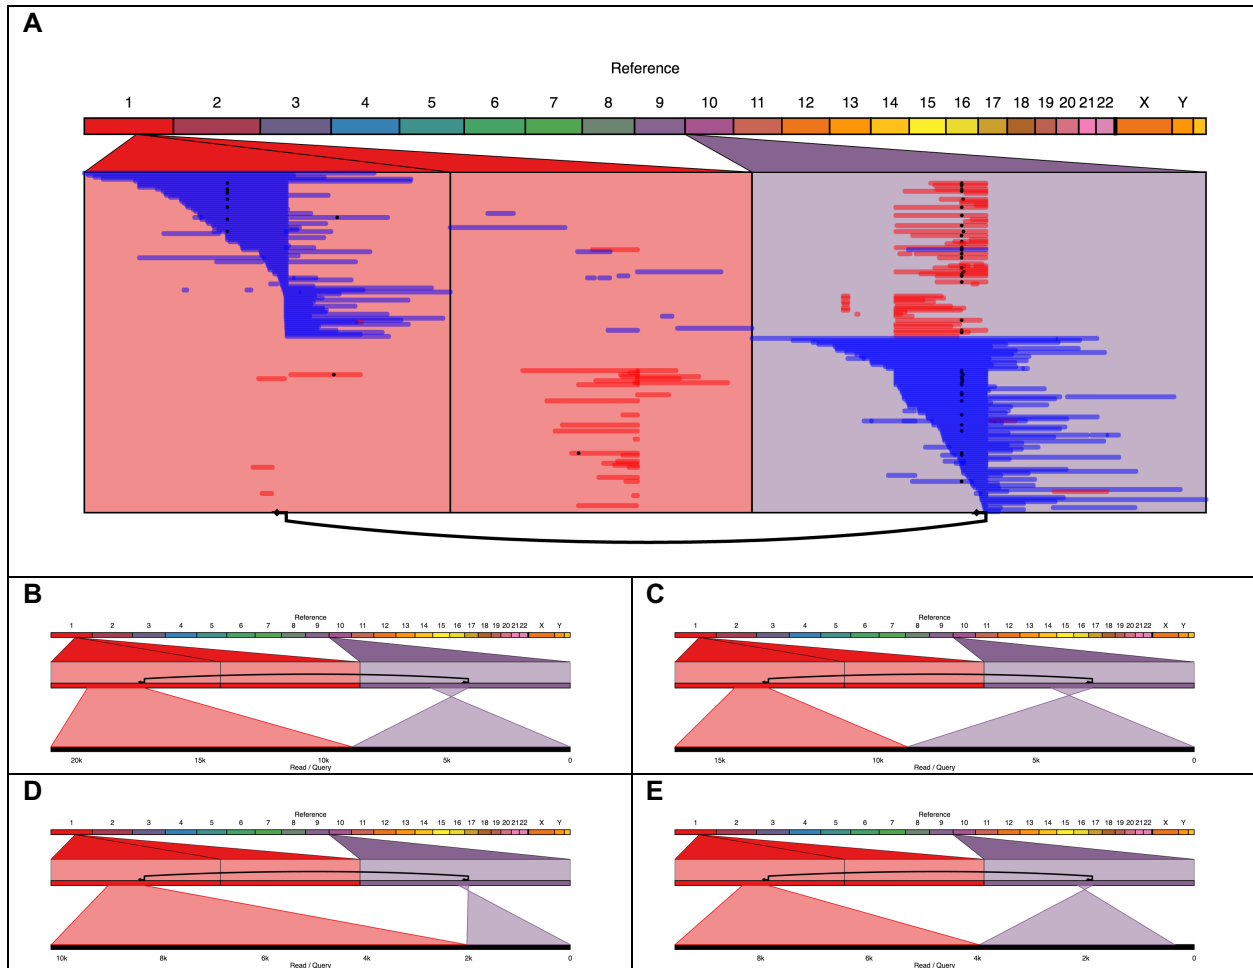 A
Reference
1 2 3 4 5 6 7 8 9 10 11 12 13 14 15 16 17 18 19 20 21 22 X Y
B
Reference
1 2 3 4 5 6 7 8 9 10 11 12 13 14 15 16 17 18 19 20 21 22 X Y
20k 15k 10k 5k 0
Read / Query
C
Reference
1 2 3 4 5 6 7 8 9 10 11 12 13 14 15 16 17 18 19 20 21 22 X Y
15k 10k 5k 0
Read / Query
D
Reference
1 2 3 4 5 6 7 8 9 10 11 12 13 14 15 16 17 18 19 20 21 22 X Y
10k 8k 6k 4k 2k 0
Read / Query
E
Reference
1 2 3 4 5 6 7 8 9 10 11 12 13 14 15 16 17 18 19 20 21 22 X Y
8k 6k 4k 2k 0
Read / Query